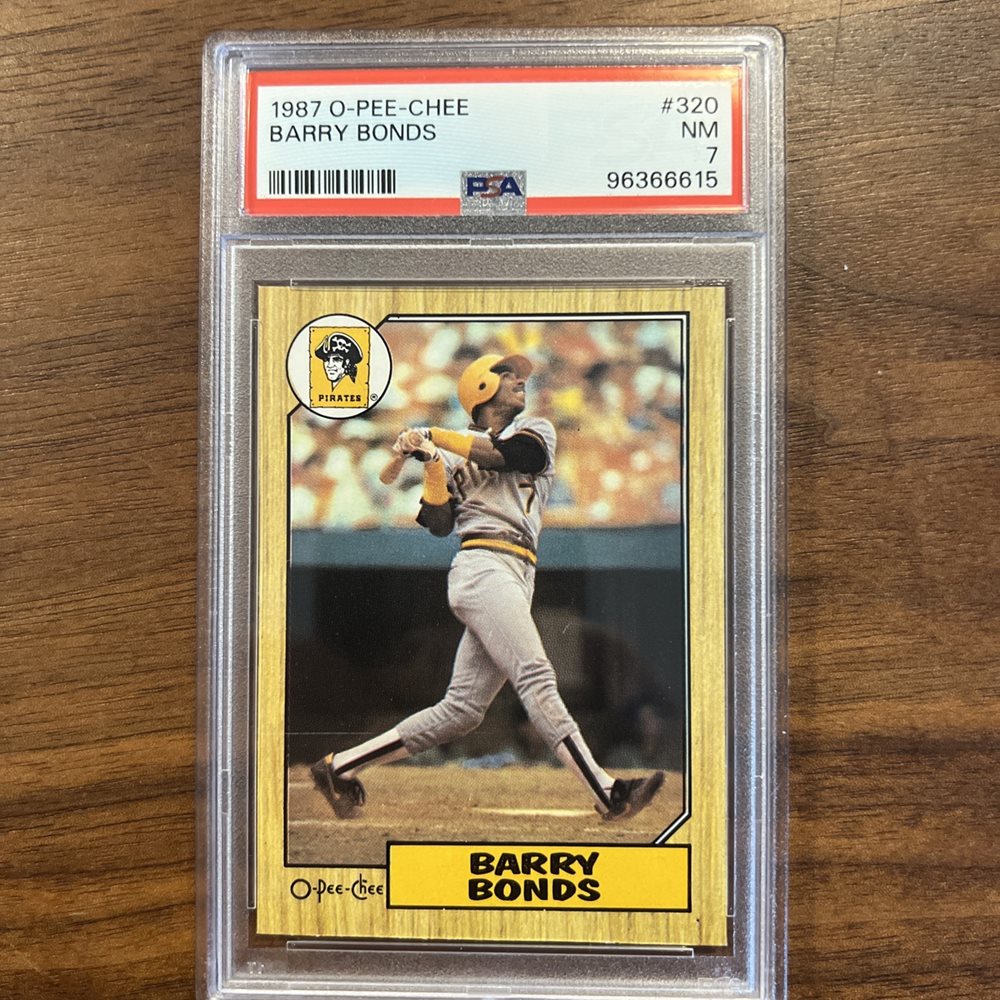 1987 O-PEE-CHEE #320
BARRY BONDS NM
7
PSA 96366615
PIRATES ®
7
O-Pee-Chee
BARRY
BONDS